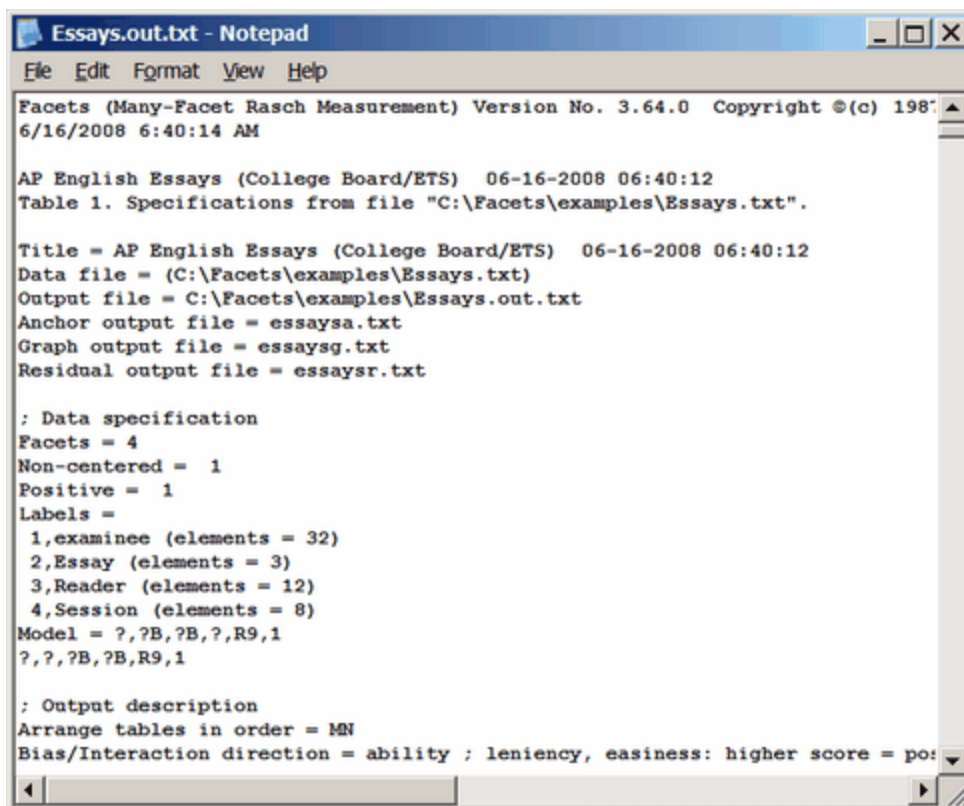 Essays.out.txt - Notepad
File Edit Format View Help
Facets (Many-Facet Rasch Measurement) Version No. 3.64.0 Copyright ©(c) 1987
6/16/2008 6:40:14 AM
AP English Essays (College Board/ETS) 06-16-2008 06:40:12
Table 1. Specifications from file "C:\Facets\examples\Essays.txt".
Title = AP English Essays (College Board/ETS) 06-16-2008 06:40:12
Data file = (C:\Facets\examples\Essays.txt)
Output file = C:\Facets\examples\Essays.out.txt
Anchor output file = essaysa.txt
Graph output file = essaysg.txt
Residual output file = essaysr.txt
; Data specification
Facets = 4
Non-centered = 1
Positive = 1
Labels =
1,examinee (elements = 32)
2,Essay (elements = 3)
3,Reader (elements = 12)
4,Session (elements = 8)
Model = ?,?B,?B,?,R9,1
?,?,?B,?B,R9,1
; Output description
Arrange tables in order = MN
Bias/Interaction direction = ability ; leniency, easiness: higher score =